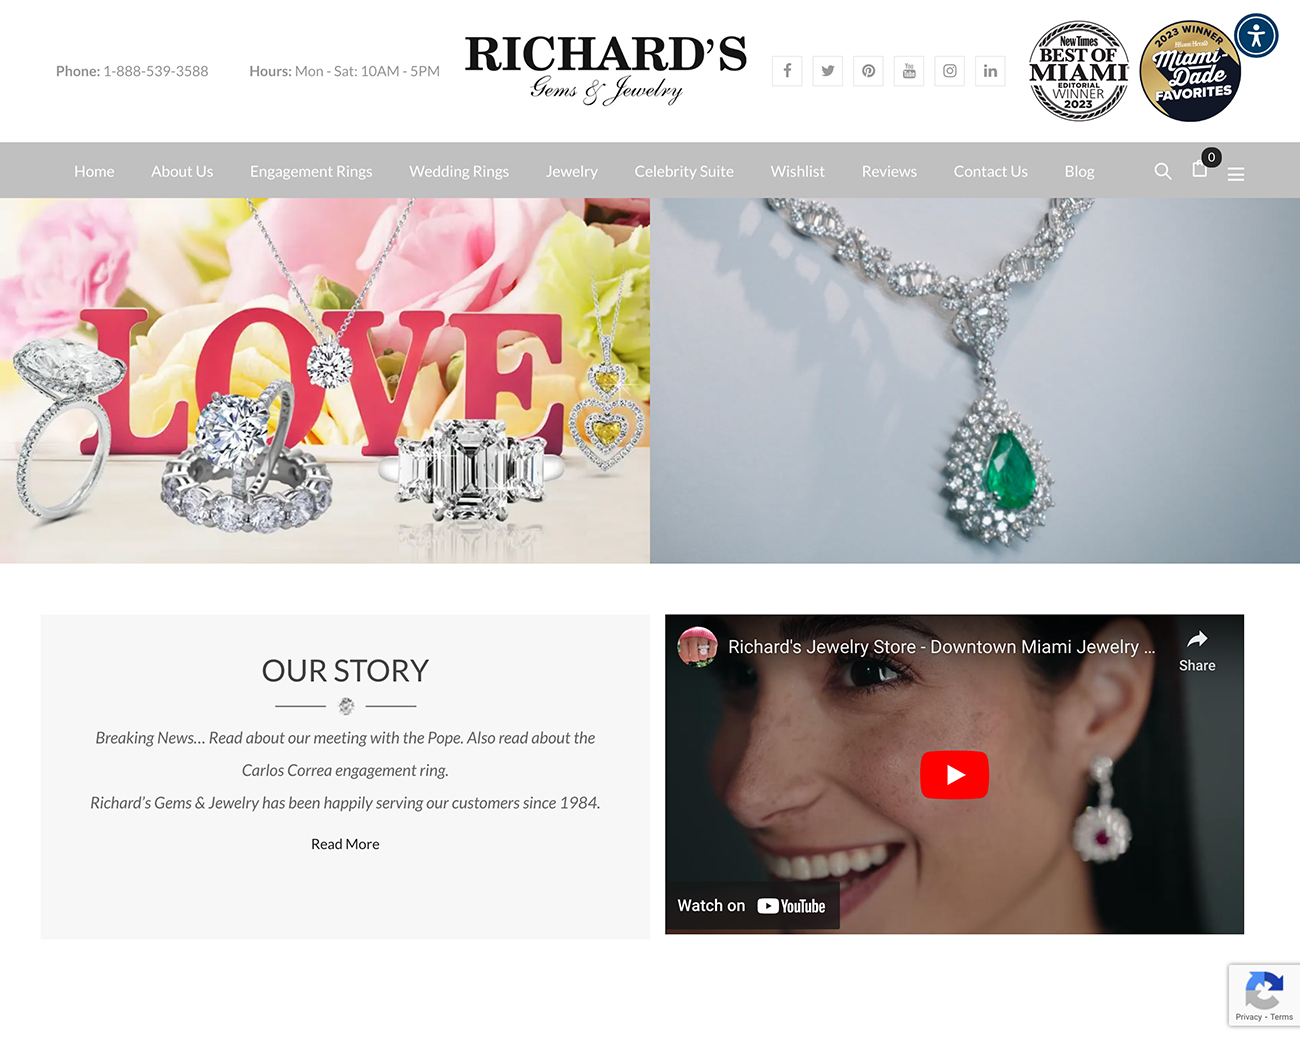 Phone: 1-888-539-3588
Hours: Mon - Sat: 10AM - 5PM
RICHARD'S
Gems & Jewelry
New Times
BEST OF
MIAMI
EDITORIAL
WINNER
2023
2023 WINNER
Miami Herald
Miami-
Dade
FAVORITES
Home About Us Engagement Rings Wedding Rings Jewelry Celebrity Suite Wishlist Reviews Contact Us Blog 0
LOVE
OUR STORY
Breaking News... Read about our meeting with the Pope. Also read about the
Carlos Correa engagement ring.
Richard's Gems & Jewelry has been happily serving our customers since 1984.
Read More
Richard's Jewelry Store - Downtown Miami Jewelry ...
Share
Watch on YouTube
Privacy - Terms